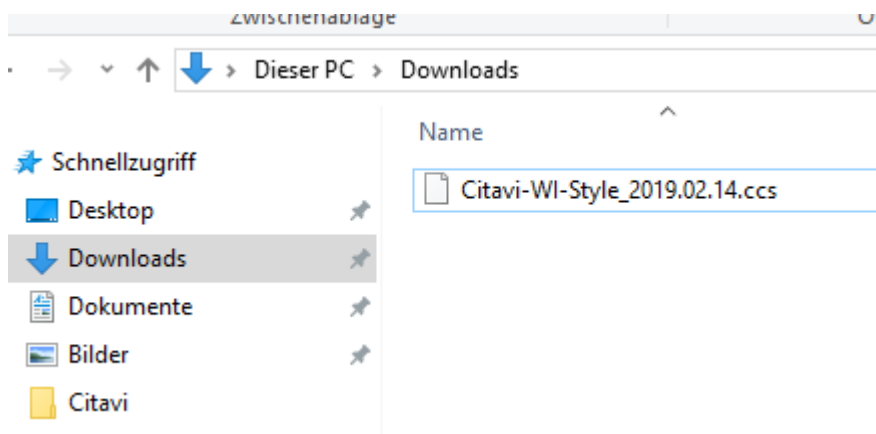 Zwischenablage
Dieser PC > Downloads
Name
Schnellzugriff
Citavi-WI-Style_2019.02.14.ccs
Desktop
Downloads
Dokumente
Bilder
Citavi